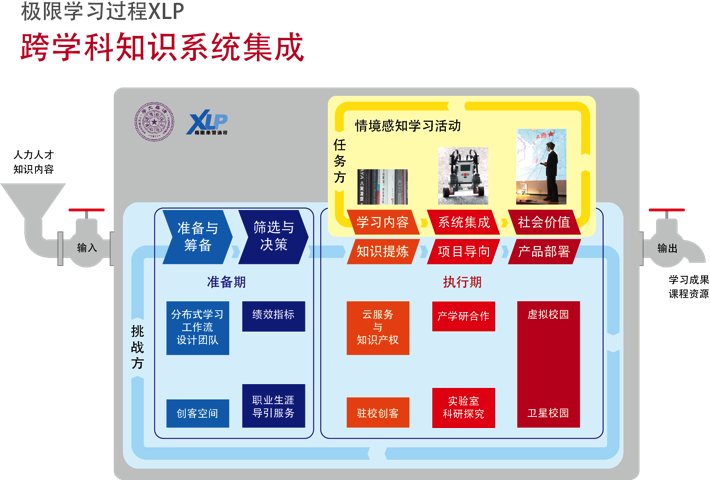 极限学习过程XLP
跨学科知识系统集成
XLP
极限学习过程
人力人才
知识内容
输入
任务方
情境感知学习活动
学习内容
系统集成
社会价值
知识提炼
项目导向
产品部署
准备与
筹备
筛选与
决策
准备期
执行期
挑战方
分布式学习
工作流
设计团队
绩效指标
云服务
与
知识产权
产学研合作
虚拟校园
创客空间
职业生涯
导引服务
驻校创客
实验室
科研探究
卫星校园
输出
学习成果
课程资源